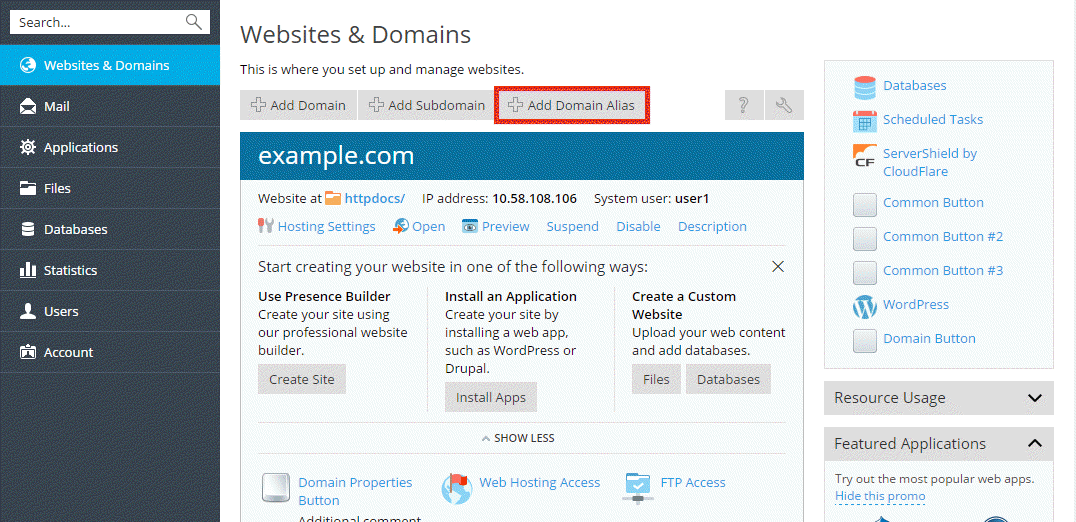 Search...
Websites & Domains
Mail
Applications
Files
Databases
Statistics
Users
Account
Websites & Domains
This is where you set up and manage websites.
Add Domain
Add Subdomain
Add Domain Alias
?
example.com
Website at httpdocs/ IP address: 10.58.108.106 System user: user1
Hosting Settings Open Preview Suspend Disable Description
Start creating your website in one of the following ways:
Use Presence Builder
Create your site using
our professional website
builder.
Create Site
Install an Application
Create your site by
installing a web app,
such as WordPress or
Drupal.
Install Apps
Create a Custom
Website
Upload your web content
and add databases.
Files
Databases
SHOW LESS
Domain Properties
Button
Additional comment
Web Hosting Access
FTP Access
Databases
Scheduled Tasks
CF
ServerShield by
CloudFlare
Common Button
Common Button #2
Common Button #3
WordPress
Domain Button
Resource Usage
Featured Applications
Try out the most popular web apps.
Hide this promo